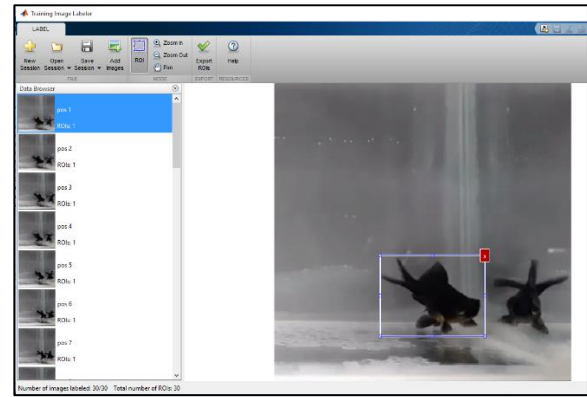 Training Image Labeler
LABEL
New Session
Open Session
Save Session
Add Images
ROI
Zoom In
Zoom Out
Pan
Export ROIs
Help
FILE
MODE
EXPORT
RESOURCES
Data Browser
pos 1
ROIs: 1
pos 2
ROIs: 1
pos 3
ROIs: 1
pos 4
ROIs: 1
pos 5
ROIs: 1
pos 6
ROIs: 1
pos 7
ROIs: 1
Number of images labeled: 30/30 Total number of ROIs: 30